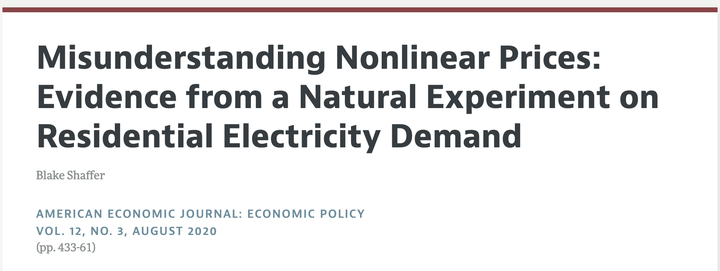 Misunderstanding Nonlinear Prices:
Evidence from a Natural Experiment on
Residential Electricity Demand
Blake Shaffer
AMERICAN ECONOMIC JOURNAL: ECONOMIC POLICY
VOL. 12, NO. 3, AUGUST 2020
(pp. 433-61)